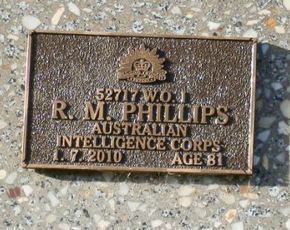 52717 W.O. 1
R. M. PHILLIPS
AUSTRALIAN
INTELLIGENCE CORPS
1. 7. 2010 AGE 81